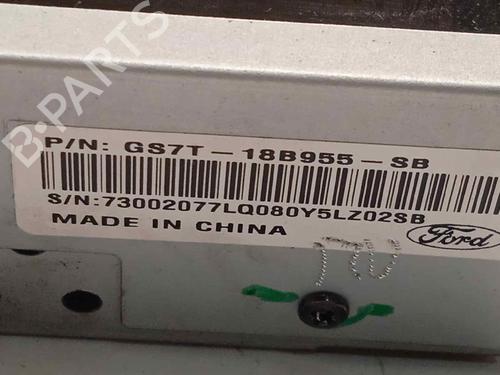 B-PARTS
P/N: GS7T-18B955-SB
S/N:73002077LQ080Y5LZ02SB
MADE IN CHINA
Ford